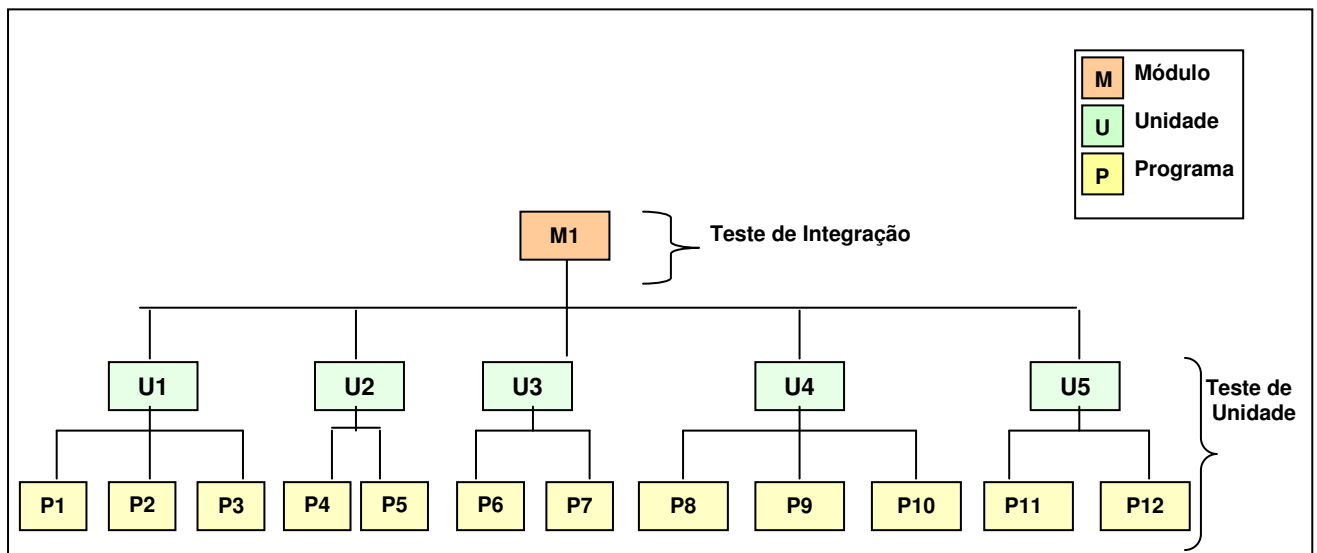 M Módulo
U Unidade
P Programa
M1
Teste de Integração
U1 U2 U3 U4 U5
Teste de
Unidade
P1 P2 P3 P4 P5 P6 P7 P8 P9 P10 P11 P12